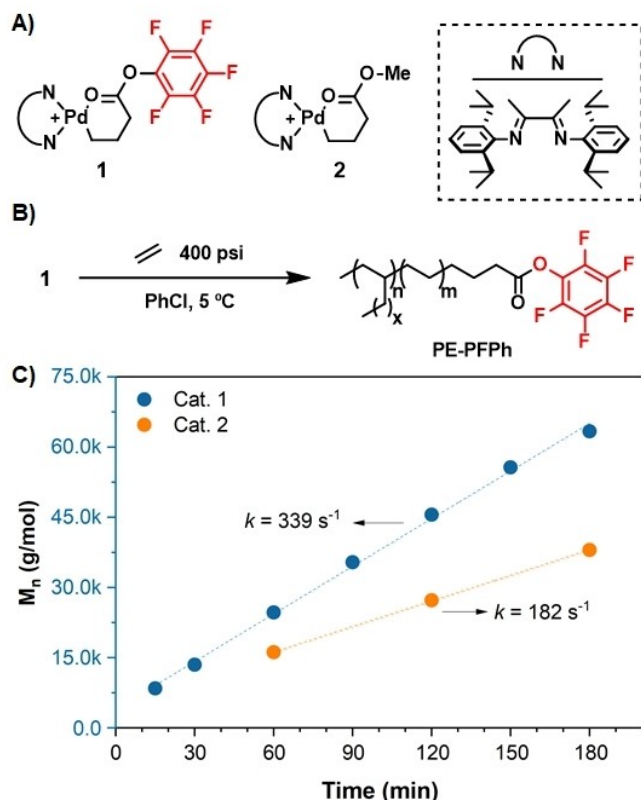 A)
F
F F
O O
N F F
Pd
+
N
1
O-Me
N O
Pd
+
N
2
N N
N N
B)
1
400 psi
PhCl, 5 ºC
n
x
m
O
O
F
F
F
F
F
PE-PFPh
C)
75.0k
60.0k
45.0k
30.0k
15.0k
0.0
Mn (g/mol)
Cat. 1
Cat. 2
k = 339 s⁻¹
k = 182 s⁻¹
0 30 60 90 120 150 180
Time (min)